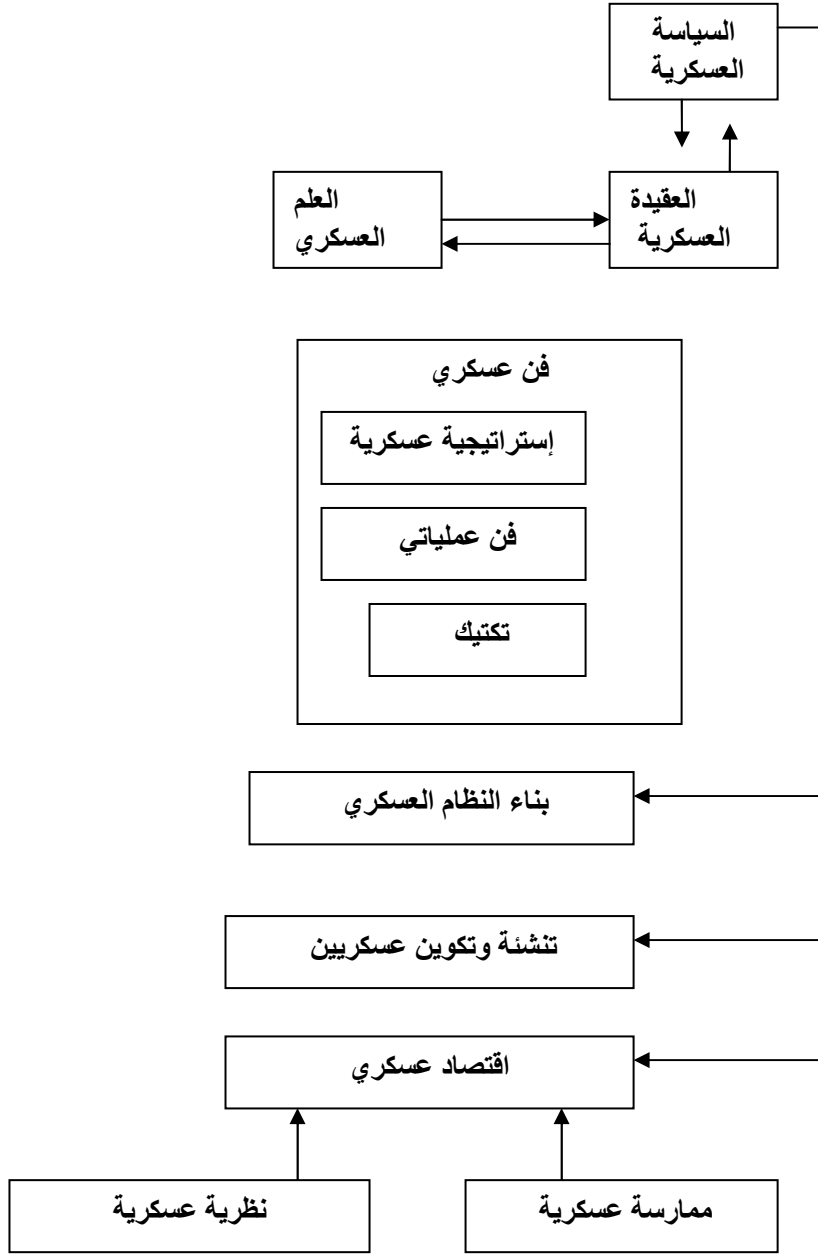 السياسة
العسكرية
العقيدة
العسكرية
العلم
العسكري
فن عسكري
إستراتيجية عسكرية
فن عملياتي
تكتيك
بناء النظام العسكري
تنشئة وتكوين عسكريين
اقتصاد عسكري
ممارسة عسكرية
نظرية عسكرية